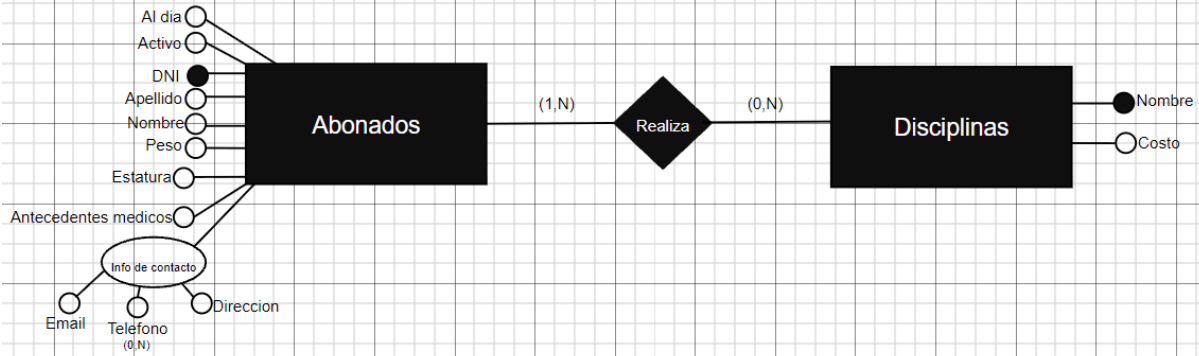 Al dia
Activo
DNI
Apellido
Nombre
Peso
Estatura
Antecedentes medicos
Info de contacto
Email
Telefono
(0,N)
Direccion
Abonados
(1,N)
Realiza
(0,N)
Disciplinas
Nombre
Costo